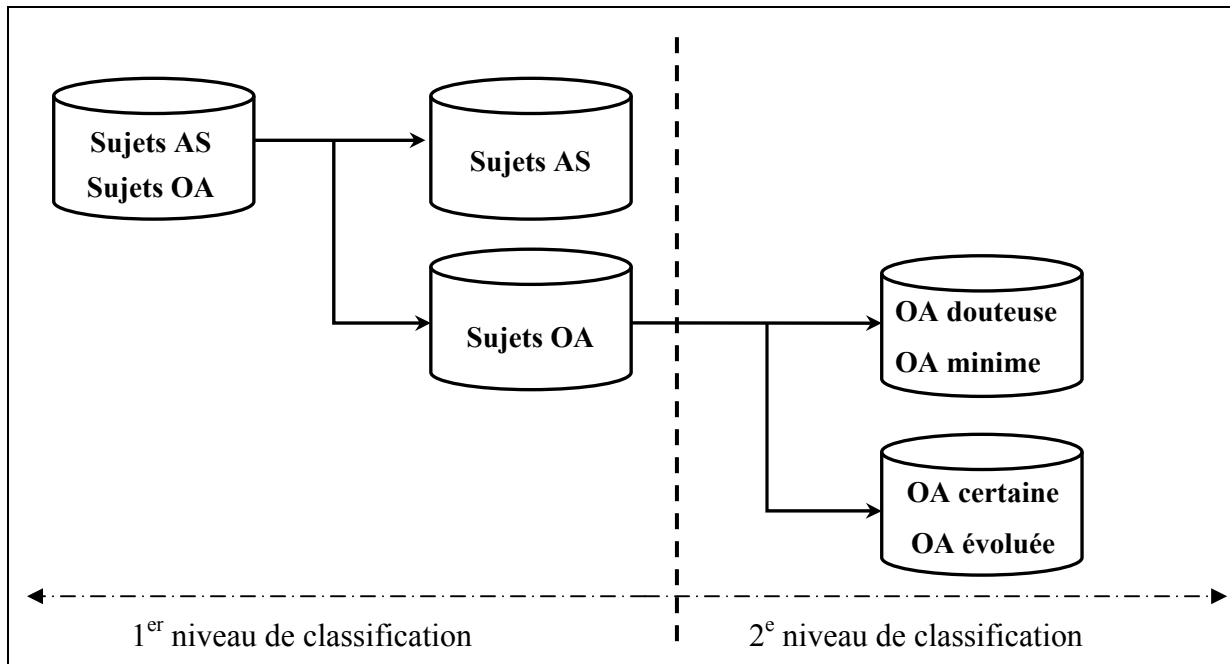 Sujets AS
Sujets OA
Sujets AS
Sujets OA
OA douteuse
OA minime
OA certaine
OA évoluée
1er niveau de classification
2e niveau de classification